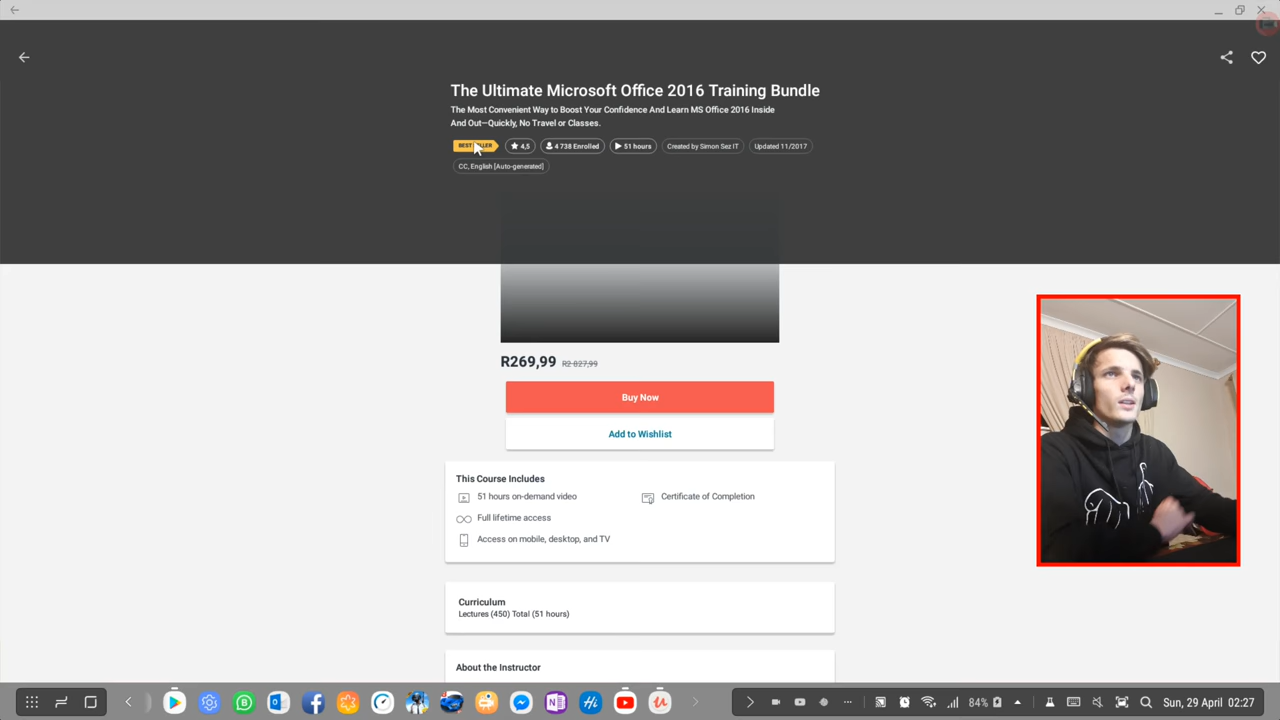 The Ultimate Microsoft Office 2016 Training Bundle
The Most Convenient Way to Boost Your Confidence And Learn MS Office 2016 Inside
And Out—Quickly, No Travel or Classes.
4,5 4 738 Enrolled 51 hours Created by Simon Sez IT Updated 11/2017
CC, English [Auto-generated]
R269,99 R2 827,99
Buy Now
Add to Wishlist
This Course Includes
51 hours on-demand video Certificate of Completion
Full lifetime access
Access on mobile, desktop, and TV
Curriculum
Lectures (450) Total (51 hours)
About the Instructor
84% Sun, 29 April 02:27